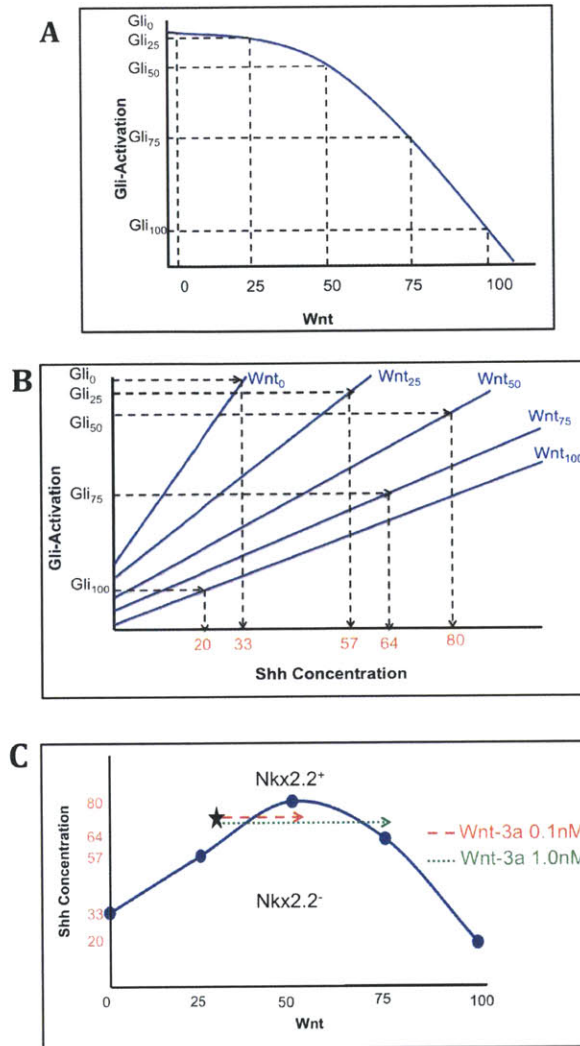 A
Gli0
Gli25
Gli50
Gli75
Gli100
Gli-Activation
0 25 50 75 100
Wnt
B
Gli0
Gli25
Gli50
Gli75
Gli100
Gli-Activation
Wnt0
Wnt25
Wnt50
Wnt75
Wnt100
20 33 57 64 80
Shh Concentration
C
Nkx2.2+
80
64
57
33
20
Shh Concentration
Wnt-3a 0.1nM
Wnt-3a 1.0nM
Nkx2.2-
0 25 50 75 100
Wnt